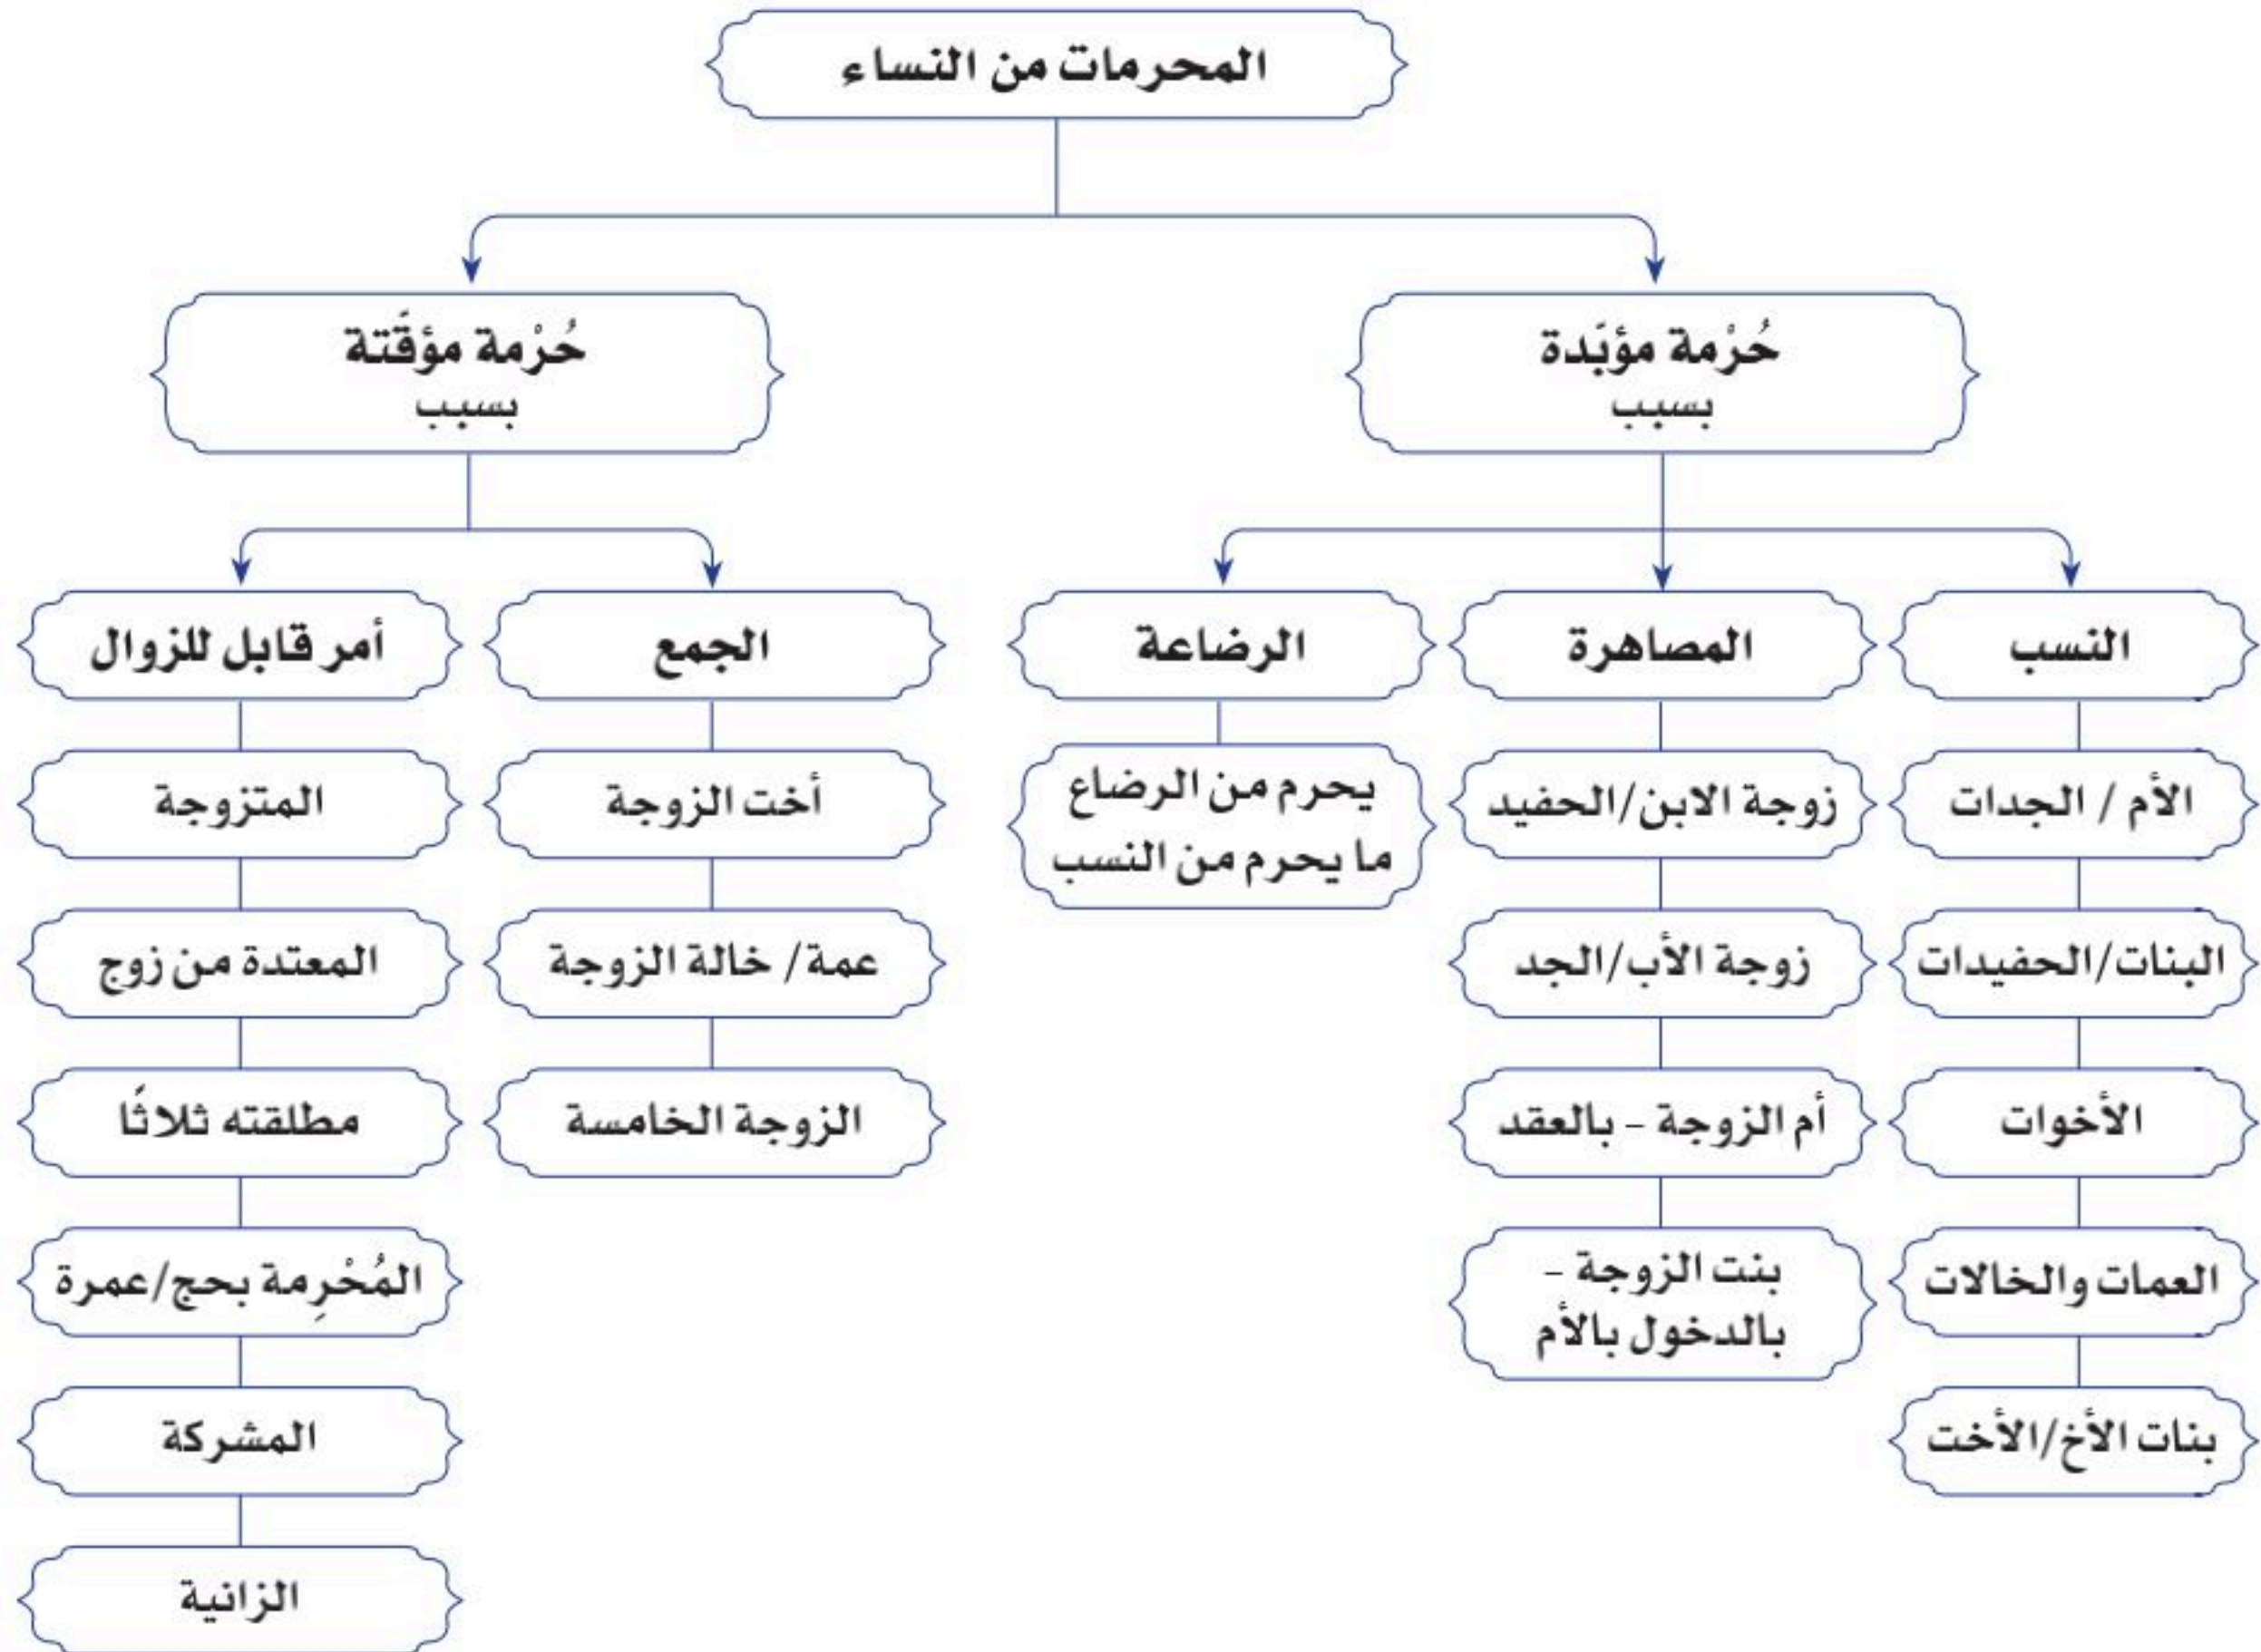 المحرمات من النساء
حُرْمة مؤبَدة
بسبب
النسب
الأم / الجدات
البنات/الحفيدات
الأخوات
العمات والخالات
بنات الأخ/الأخت
المصاهرة
زوجة الابن/الحفيد
زوجة الأب/الجد
أم الزوجة - بالعقد
بنت الزوجة -
بالدخول بالأم
الرضاعة
يحرم من الرضاع
ما يحرم من النسب
حُرْمة مؤقَتة
بسبب
الجمع
أخت الزوجة
عمة/ خالة الزوجة
الزوجة الخامسة
أمر قابل للزوال
المتزوجة
المعتدة من زوج
مطلقته ثلاثًا
المُحْرِمة بحج/عمرة
المشركة
الزانية